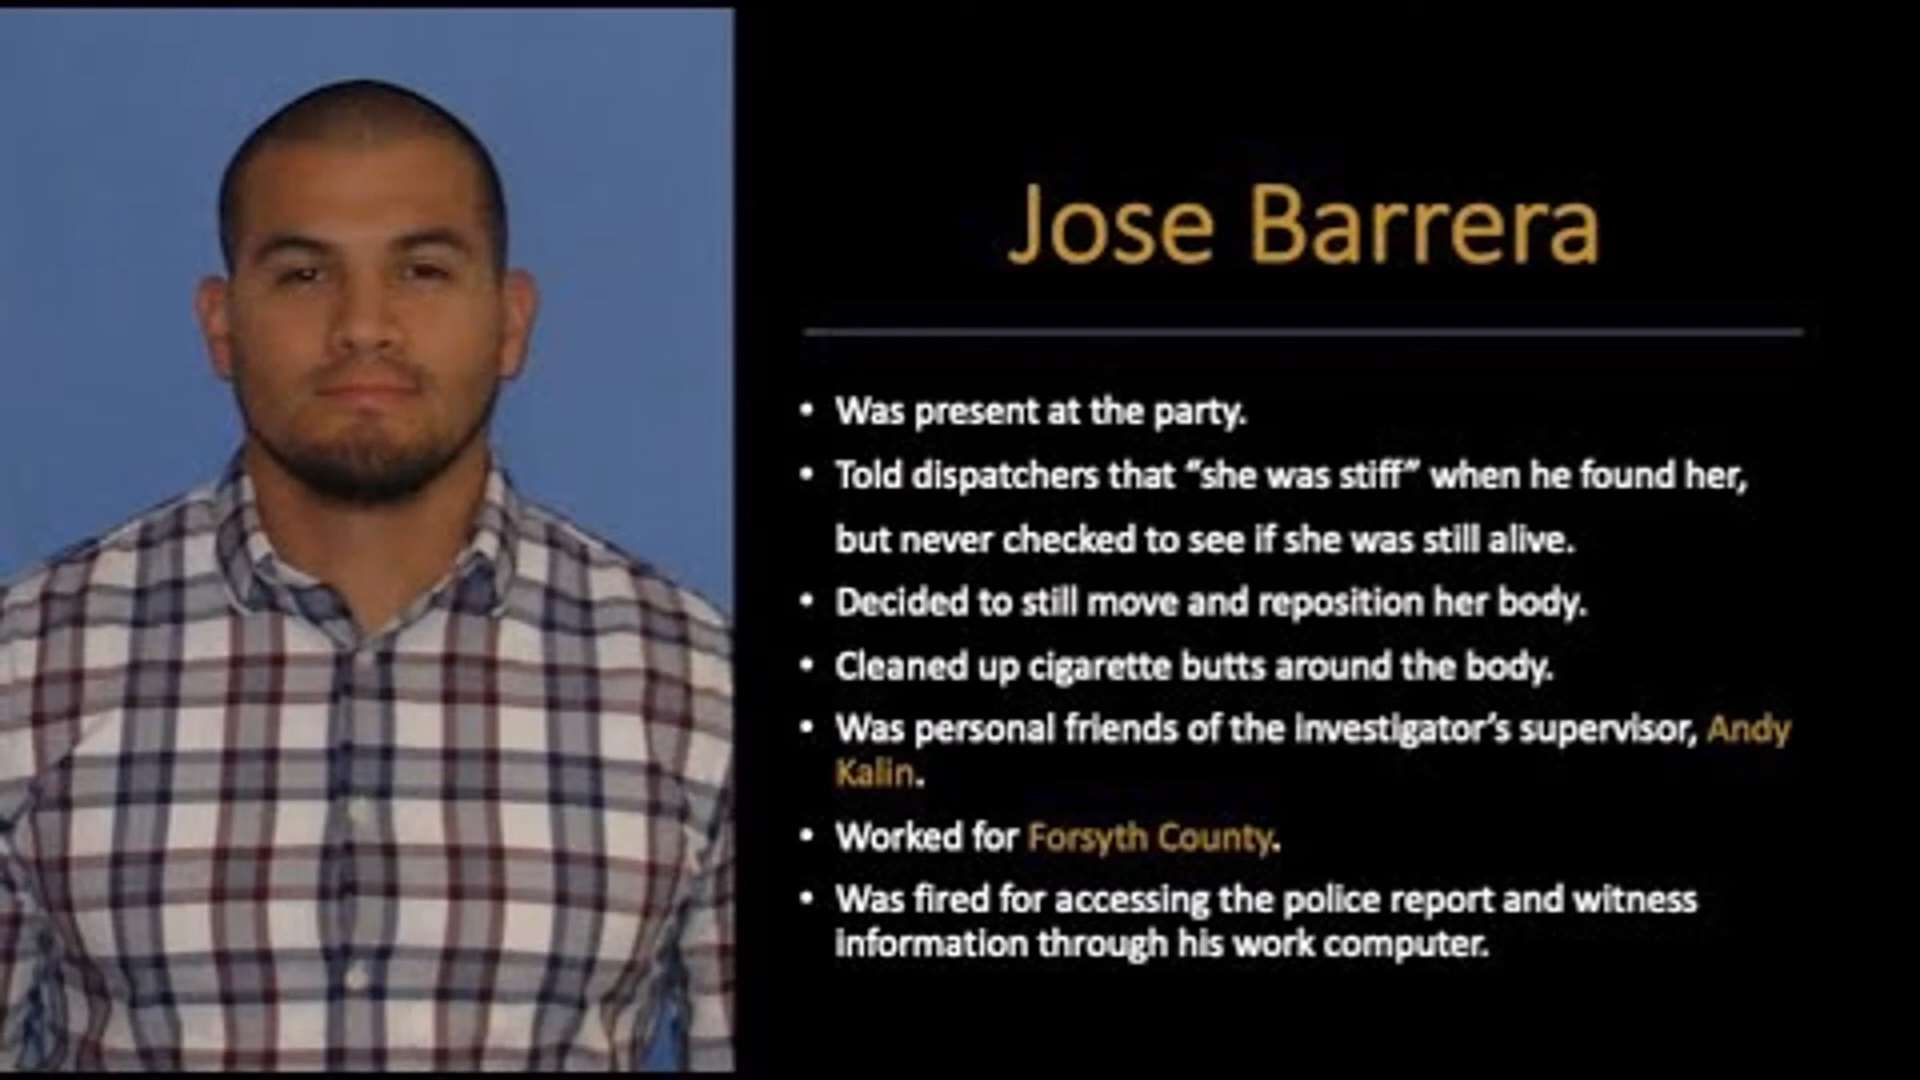 Jose Barrera
• Was present at the party.
• Told dispatchers that “she was stiff” when he found her,
but never checked to see if she was still alive.
• Decided to still move and reposition her body.
• Cleaned up cigarette butts around the body.
• Was personal friends of the investigator’s supervisor, Andy
Kalin.
• Worked for Forsyth County.
• Was fired for accessing the police report and witness
information through his work computer.